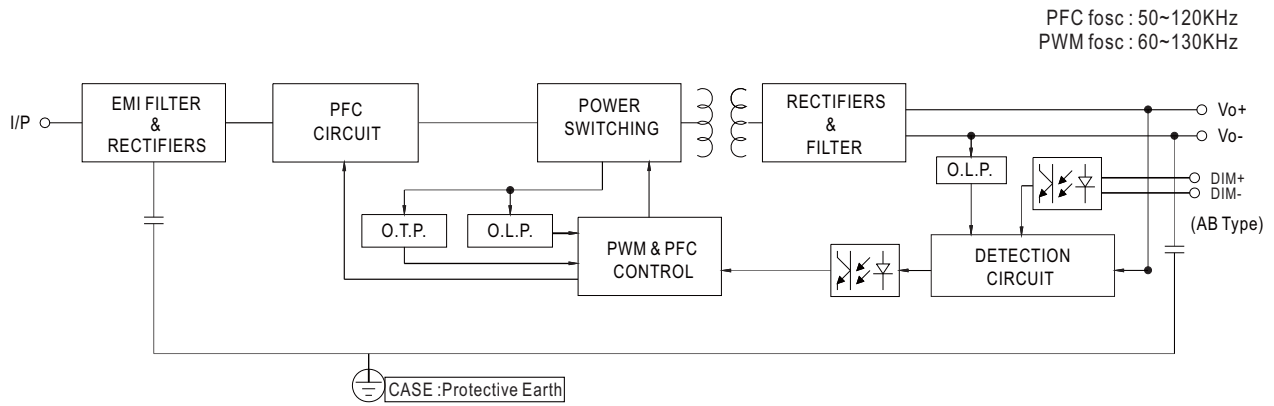 PFC fosc : 50~120KHz
PWM fosc : 60~130KHz
I/P
EMI FILTER
&
RECTIFIERS
PFC
CIRCUIT
POWER
SWITCHING
RECTIFIERS
&
FILTER
Vo+
Vo-
O.L.P.
DIM+
DIM-
(AB Type)
O.T.P.
O.L.P.
PWM & PFC
CONTROL
DETECTION
CIRCUIT
CASE :Protective Earth